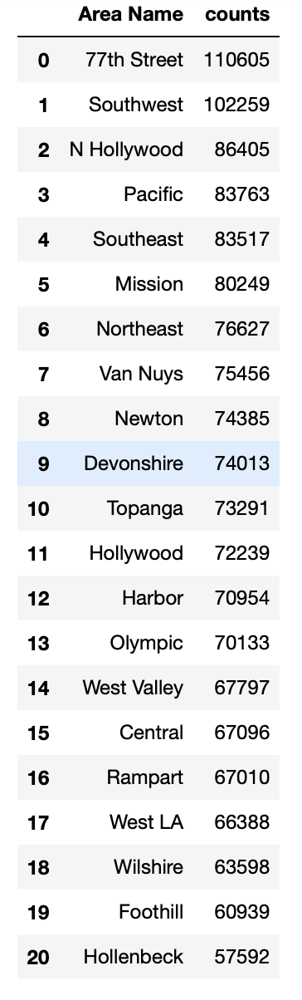 Area Name counts
0 77th Street 110605
1 Southwest 102259
2 N Hollywood 86405
3 Pacific 83763
4 Southeast 83517
5 Mission 80249
6 Northeast 76627
7 Van Nuys 75456
8 Newton 74385
9 Devonshire 74013
10 Topanga 73291
11 Hollywood 72239
12 Harbor 70954
13 Olympic 70133
14 West Valley 67797
15 Central 67096
16 Rampart 67010
17 West LA 66388
18 Wilshire 63598
19 Foothill 60939
20 Hollenbeck 57592